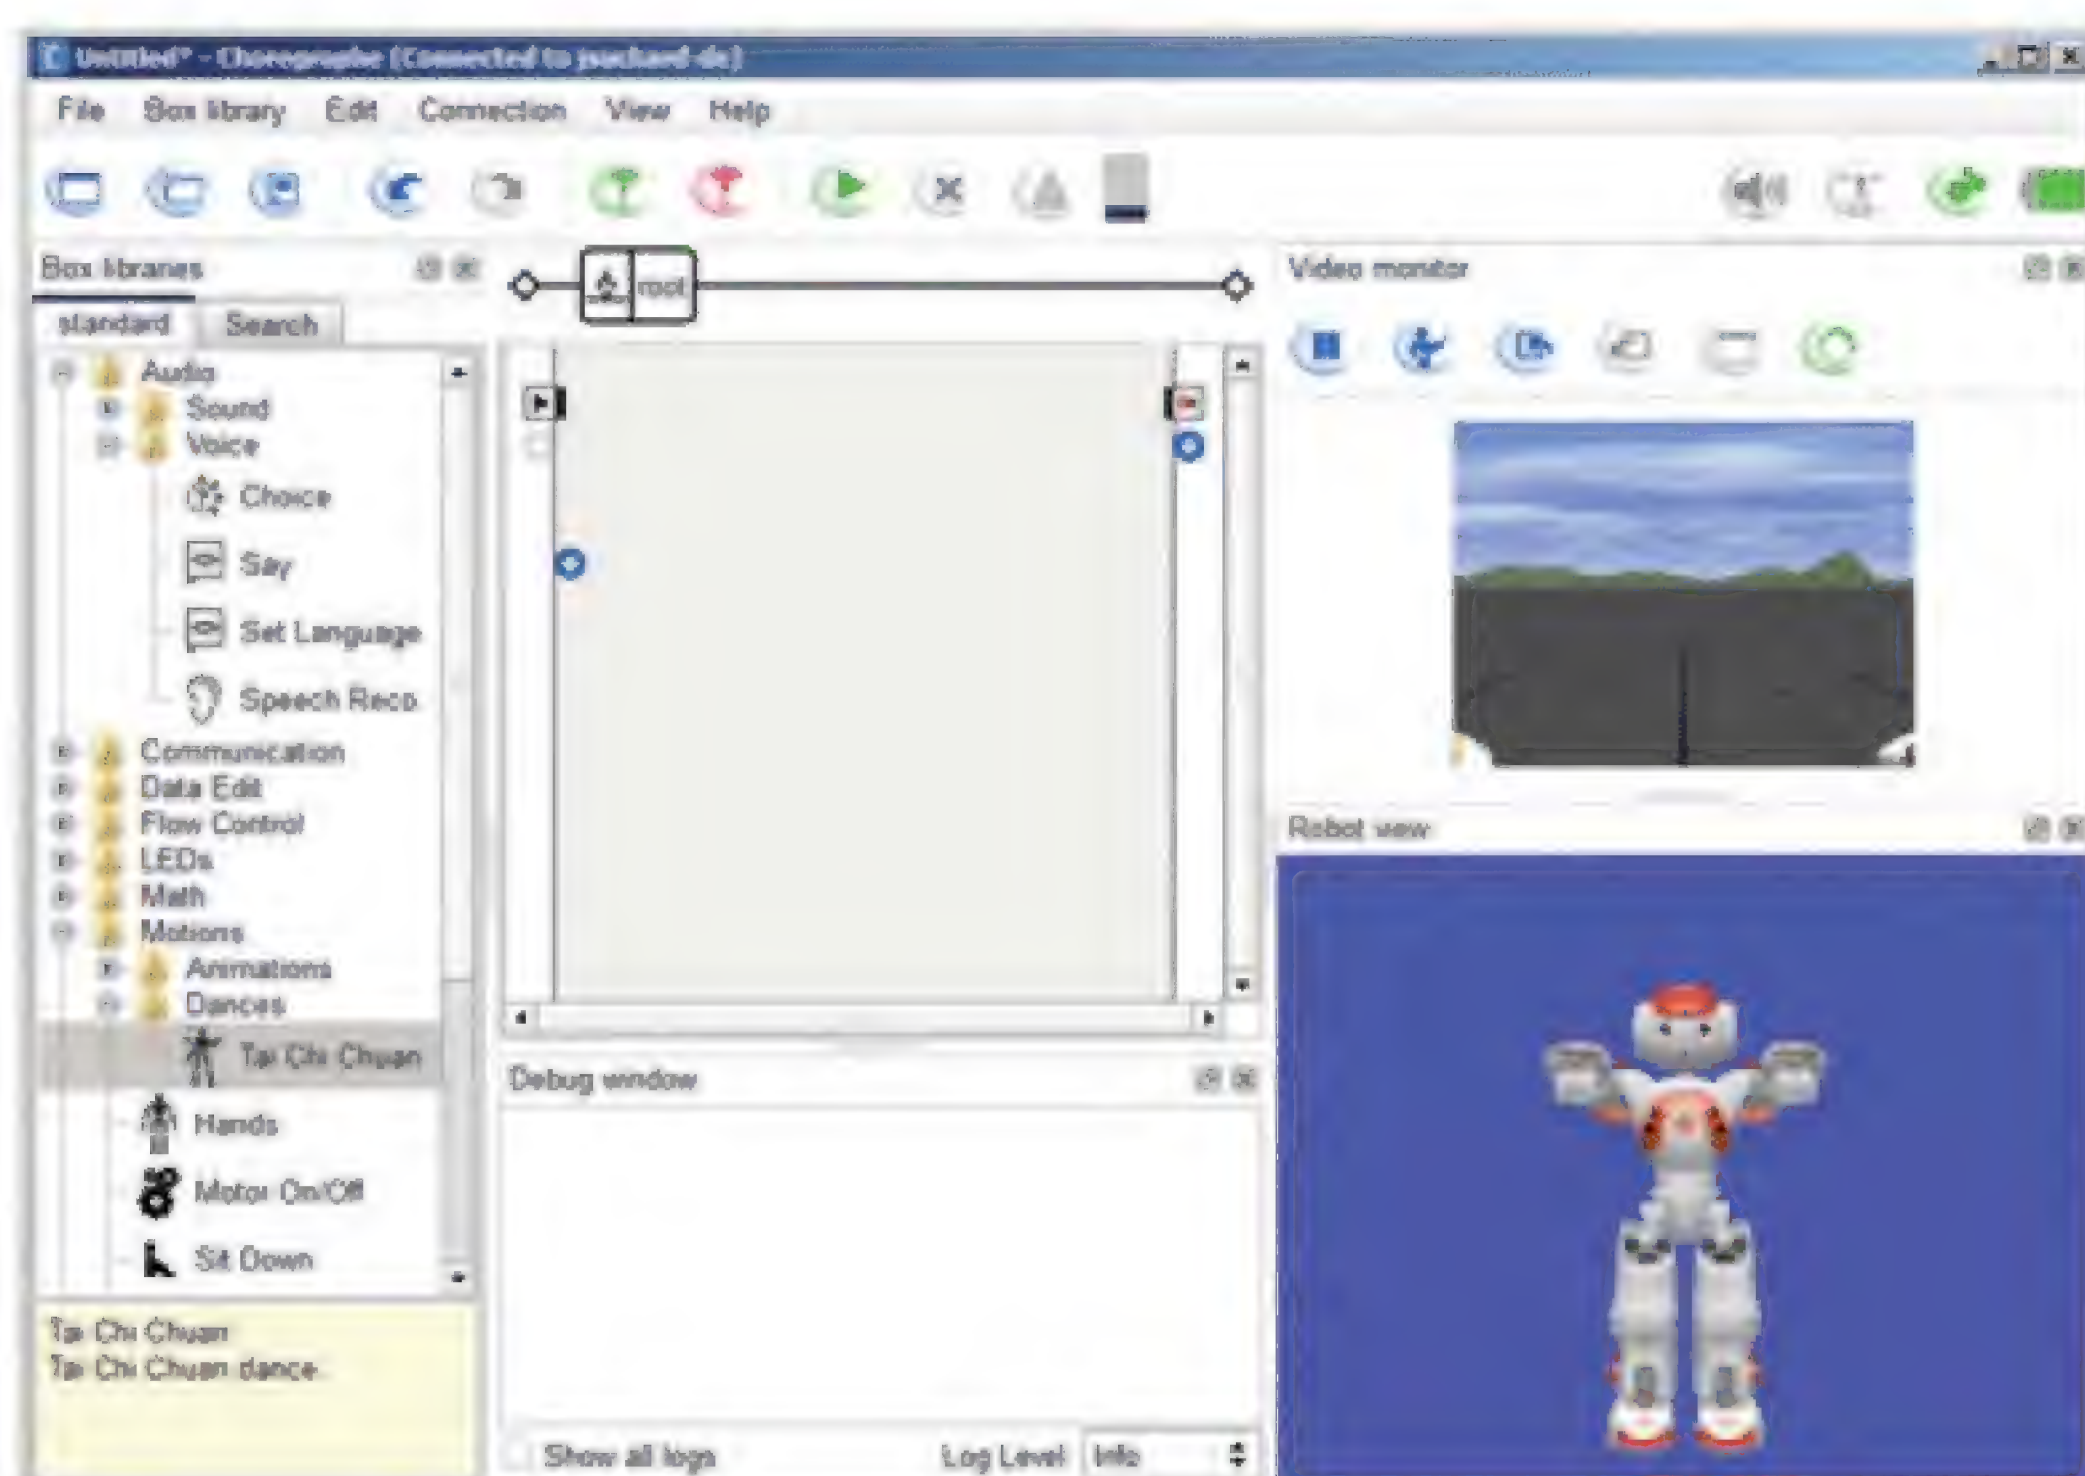 Untitled* - Choregraphe (Connected to
File Box library Edit Connection View Help
Box libraries
standard Search
root
Audio
Sound
Voice
Choice
Say
Set Language
Speech Reco.
Communication
Data Edit
Flow Control
LEDs
Math
Motions
Animations
Dances
Tai Chi Chuan
Hands
Motor On/Off
Sit Down
Tai Chi Chuan
Tai Chi Chuan dance.
Debug window
Show all logs Log Level Info
Video monitor
Robot view